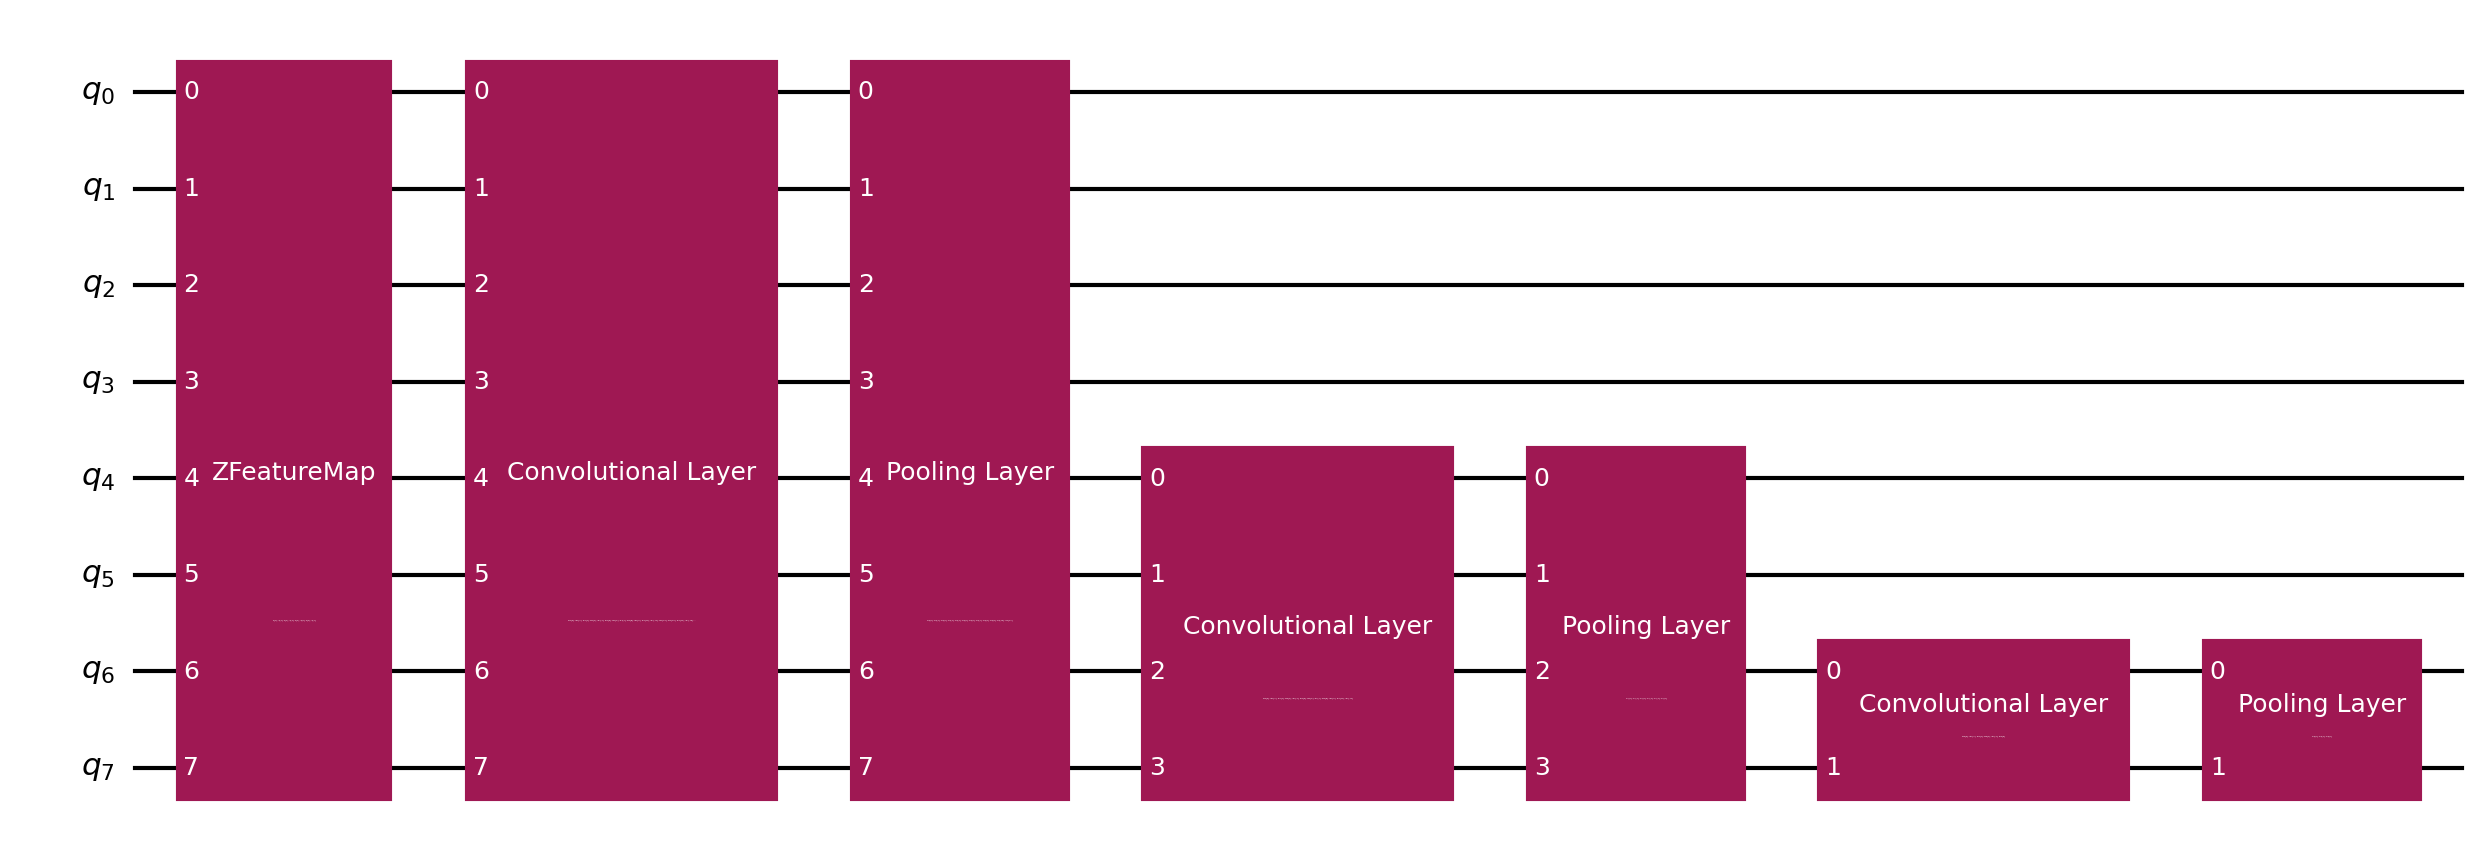 q0 0 0 0
q1 1 1 1
q2 2 2 2
q3 3 3 3
q4 4 ZFeatureMap 4 Convolutional Layer 4 Pooling Layer 0 0
q5 5 5 5 1 1
Convolutional Layer Pooling Layer
q6 6 6 6 2 2 0 0
Convolutional Layer Pooling Layer
q7 7 7 7 3 3 1 1